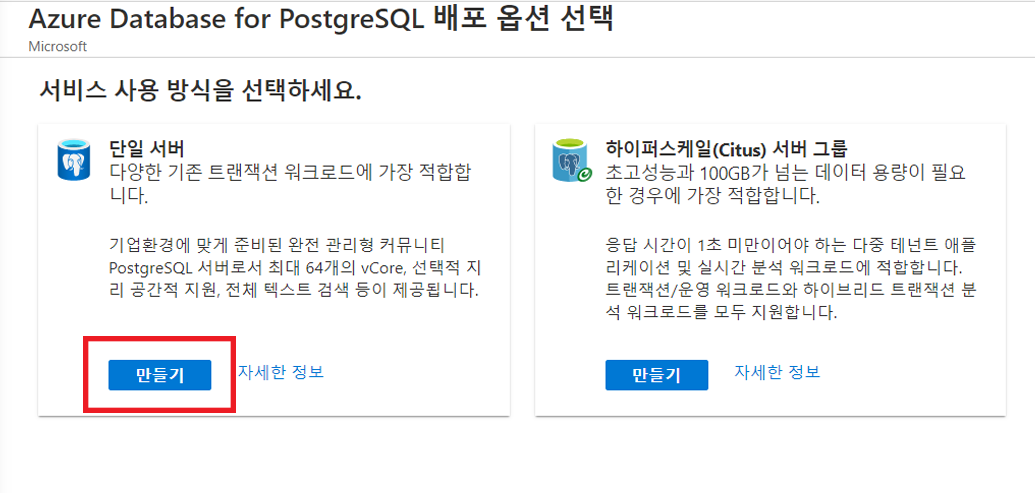 Azure Database for PostgreSQL 배포 옵션 선택
Microsoft
서비스 사용 방식을 선택하세요.
단일 서버
다양한 기존 트랜잭션 워크로드에 가장 적합합
니다.
기업환경에 맞게 준비된 완전 관리형 커뮤니티
PostgreSQL 서버로서 최대 64개의 vCore, 선택적 지
리 공간적 지원, 전체 텍스트 검색 등이 제공됩니다.
만들기
자세한 정보
하이퍼스케일(Citus) 서버 그룹
초고성능과 100GB가 넘는 데이터 용량이 필요
한 경우에 가장 적합합니다.
응답 시간이 1초 미만이어야 하는 다중 테넌트 애플
리케이션 및 실시간 분석 워크로드에 적합합니다.
트랜잭션/운영 워크로드와 하이브리드 트랜잭션 분
석 워크로드를 모두 지원합니다.
만들기
자세한 정보